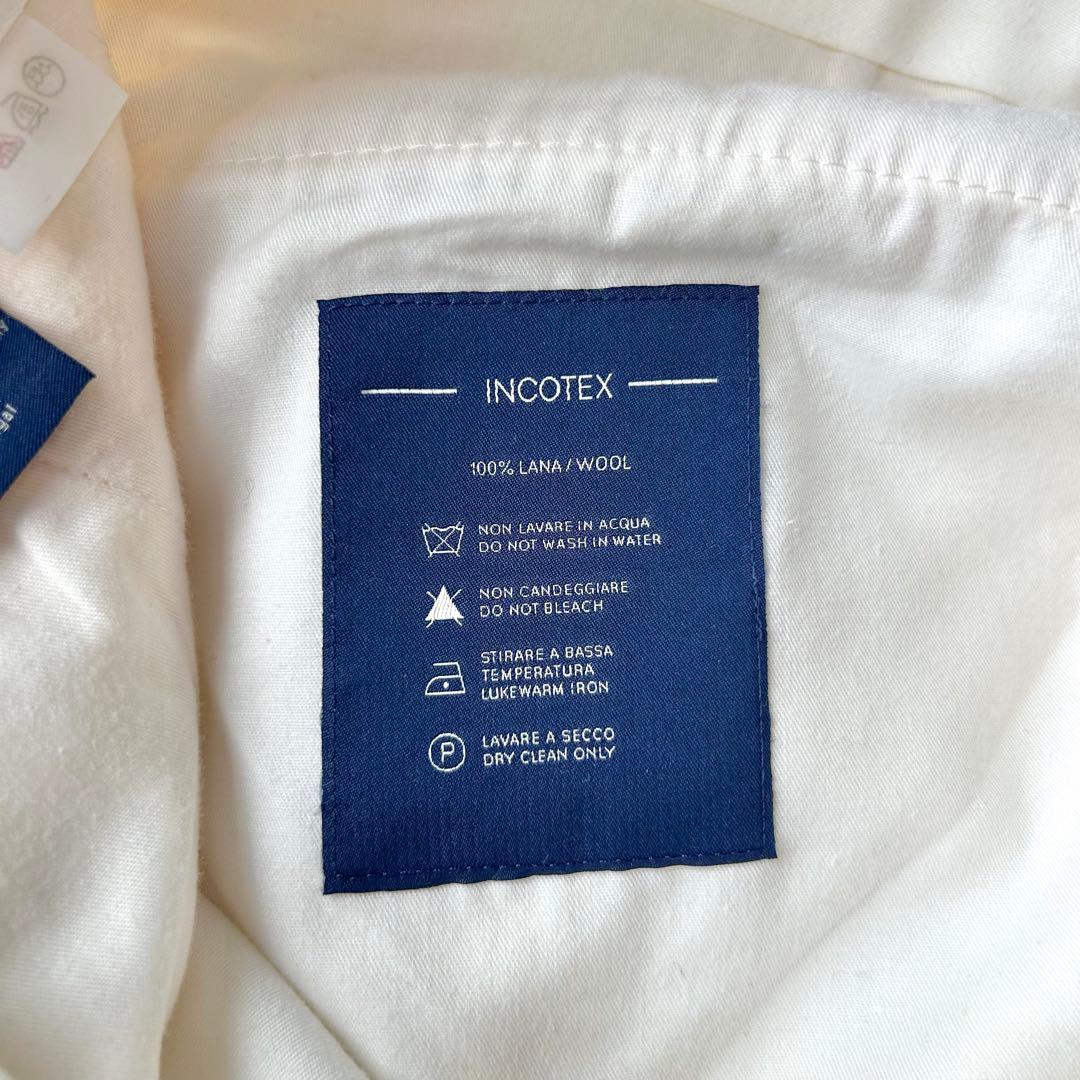 INCOTEX
100% LANA / WOOL
NON LAVARE IN ACQUA
DO NOT WASH IN WATER
NON CANDEGGIARE
DO NOT BLEACH
STIRARE A BASSA
TEMPERATURA
LUKEWARM IRON
P
LAVARE A SECCO
DRY CLEAN ONLY